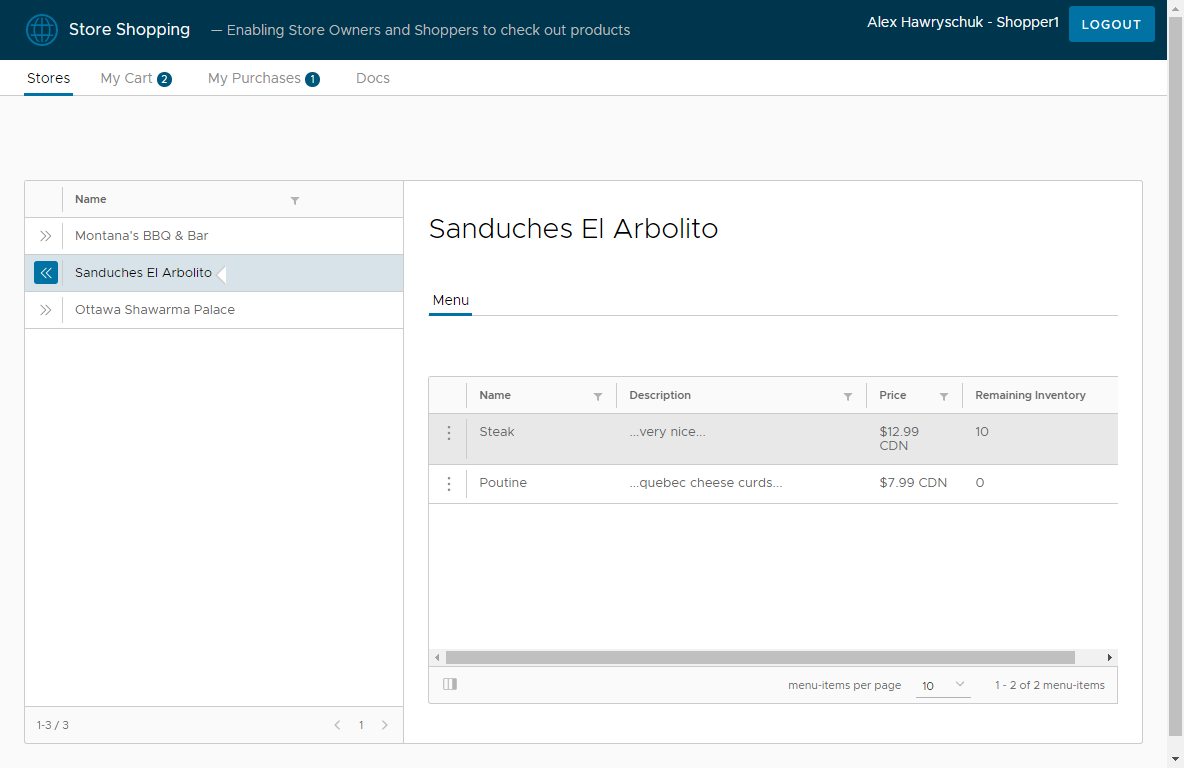 Store Shopping — Enabling Store Owners and Shoppers to check out products
Alex Hawryschuk - Shopper1 LOGOUT
Stores My Cart 2 My Purchases 1 Docs
Name
Montana's BBQ & Bar
Sanduches El Arbolito
Ottawa Shawarma Palace
1-3 / 3 1
Sanduches El Arbolito
Menu
Name Description Price Remaining Inventory
Steak ...very nice... $12.99 10
CDN
Poutine ...quebec cheese curds... $7.99 CDN 0
menu-items per page 10 1 - 2 of 2 menu-items